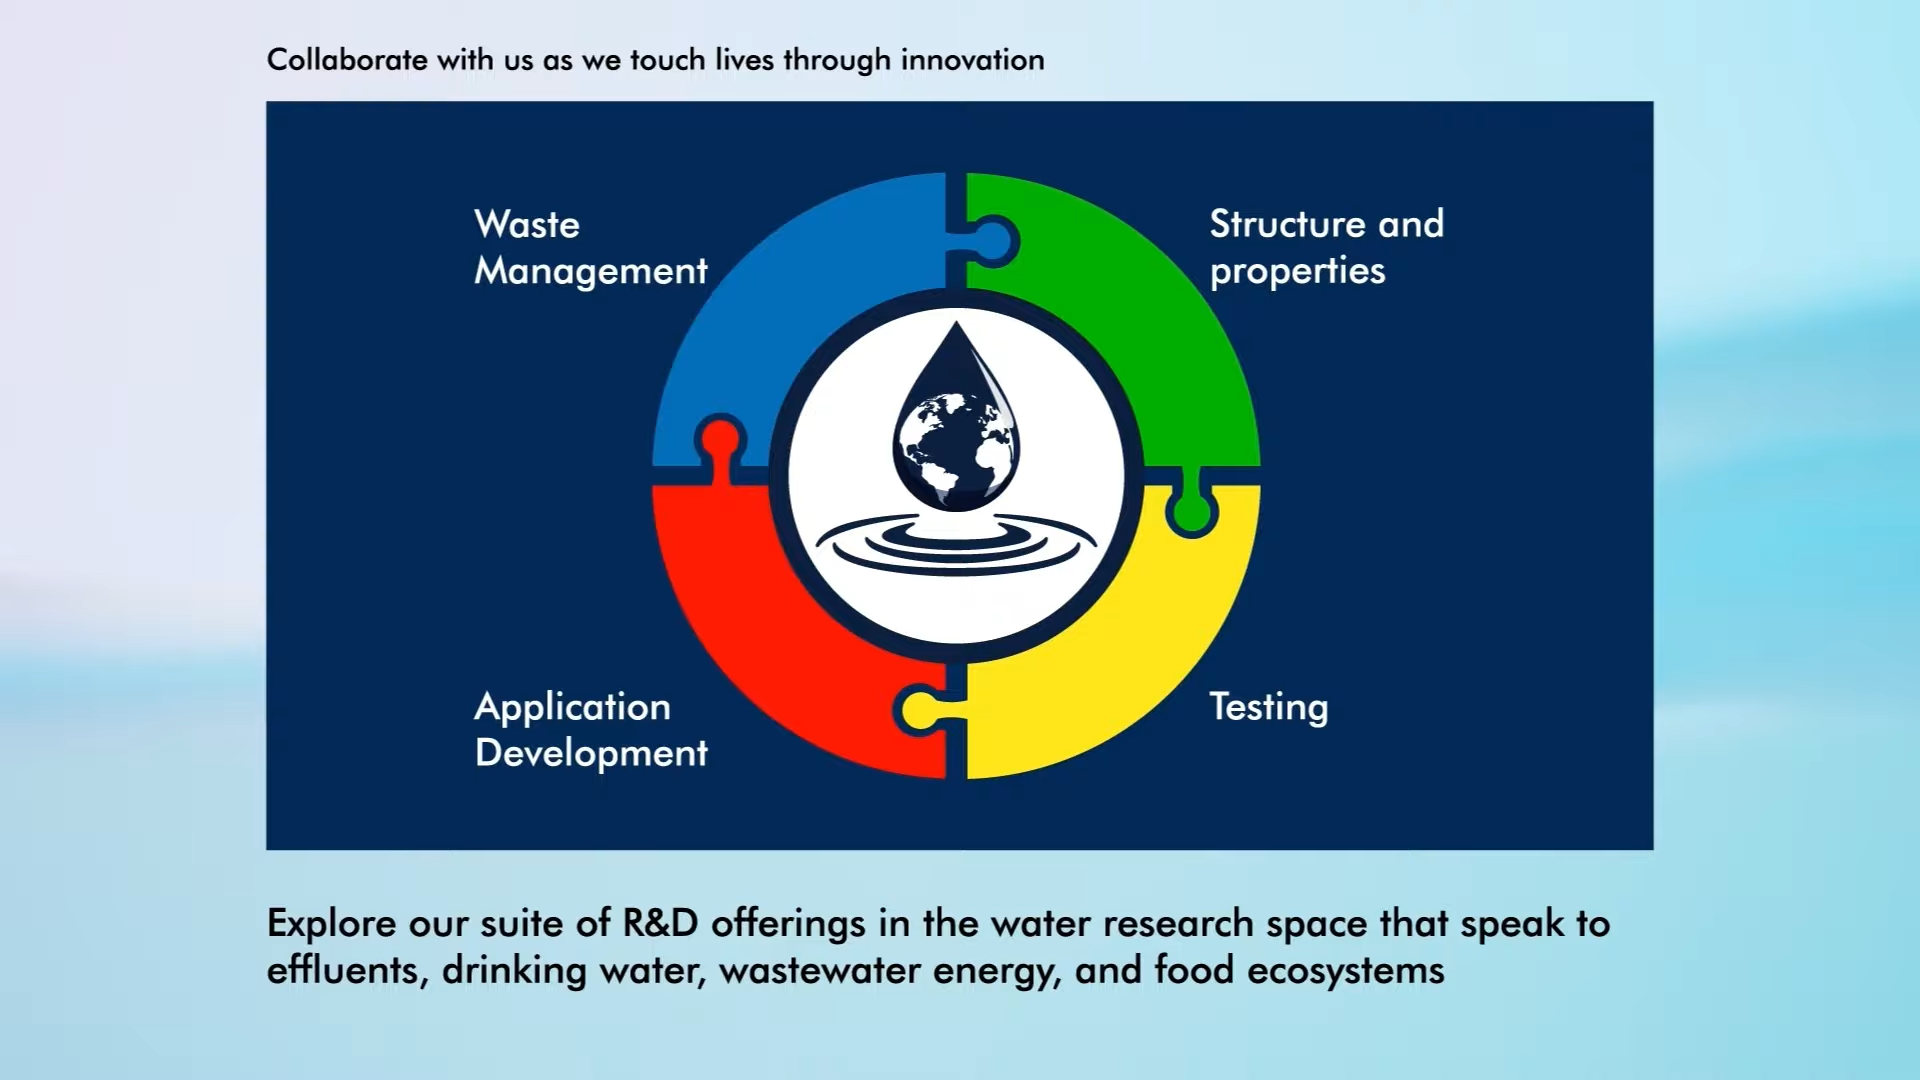 Collaborate with us as we touch lives through innovation
Waste
Management
Structure and
properties
Application
Development
Testing
Explore our suite of R&D offerings in the water research space that speak to
effluents, drinking water, wastewater energy, and food ecosystems